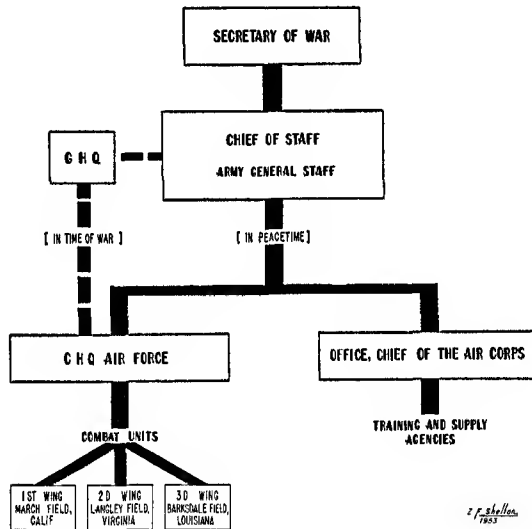 SECRETARY OF WAR
CHIEF OF STAFF
ARMY GENERAL STAFF
G H Q
[ IN TIME OF WAR ]
[ IN PEACETIME ]
G H Q AIR FORCE
OFFICE, CHIEF OF THE AIR CORPS
COMBAT UNITS
TRAINING AND SUPPLY
AGENCIES
1ST WING
MARCH FIELD,
CALIF
2D WING
LANGLEY FIELD,
VIRGINIA
3D WING
BARKSDALE FIELD,
LOUISIANA
Shelton
1953